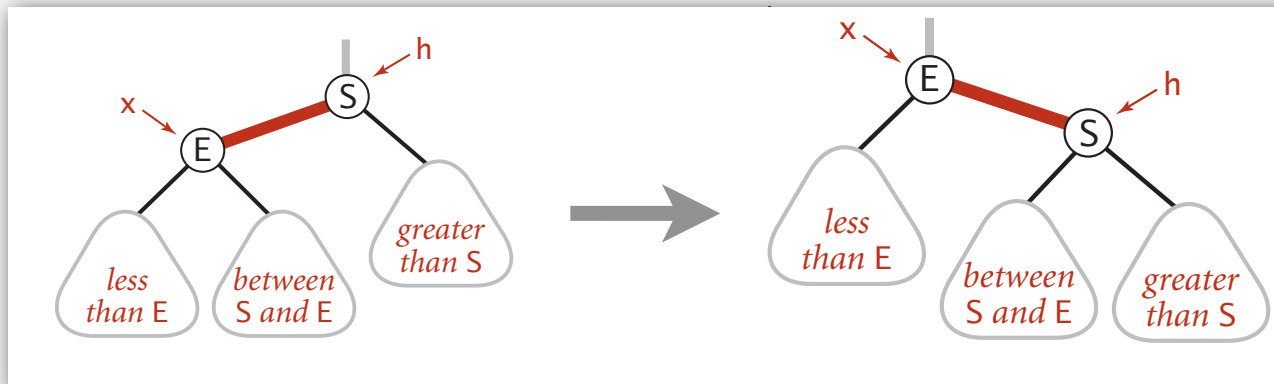 h
S
x
E
less
than E
between
S and E
greater
than S
x
E
h
S
less
than E
between
S and E
greater
than S